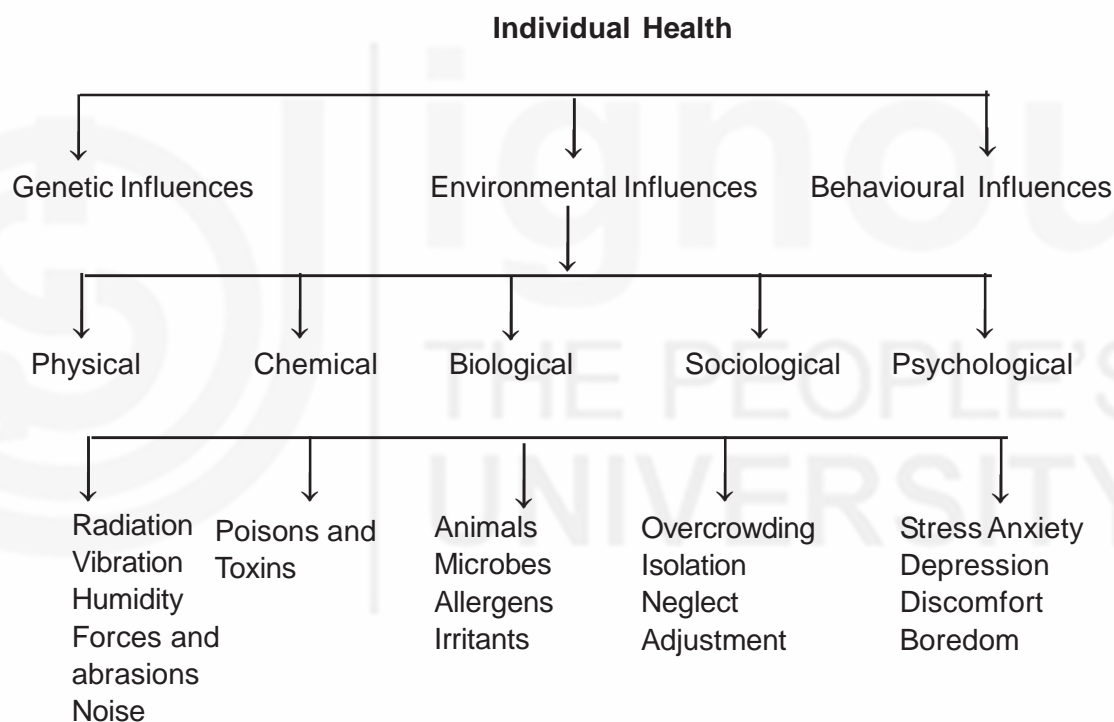 Individual Health
Genetic Influences
Environmental Influences
Behavioural Influences
Physical
Chemical
Biological
Sociological
Psychological
Radiation
Vibration
Humidity
Forces and
abrasions
Noise
Poisons and
Toxins
Animals
Microbes
Allergens
Irritants
Overcrowding
Isolation
Neglect
Adjustment
Stress Anxiety
Depression
Discomfort
Boredom
ignou
THE PEOPLE'S
UNIVERSITY